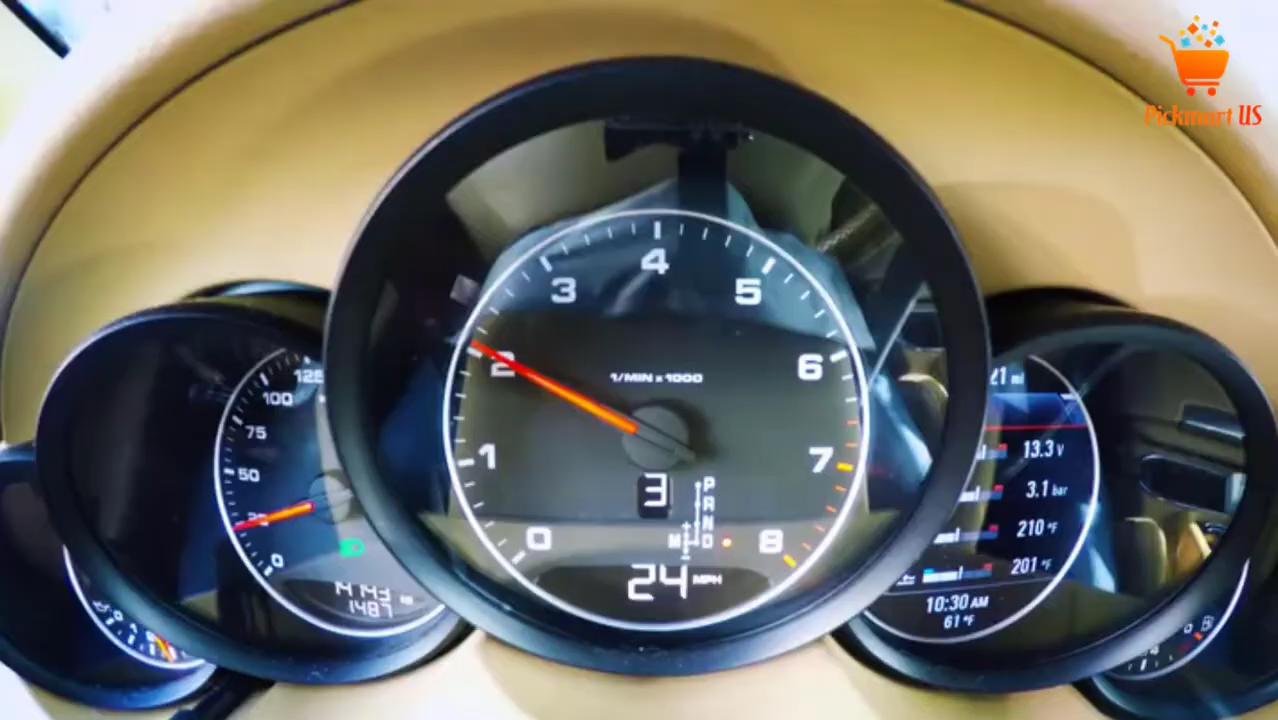 Pickmart US
4
3
5
125
100
75
50
25
0
2
6
1/MIN x 1000
1
7
3
P
R
N
M D
0
8
24 MPH
1487
21 mi
13.3 V
3.1 bar
210 °F
201 °F
10:30 AM
61 °F
0